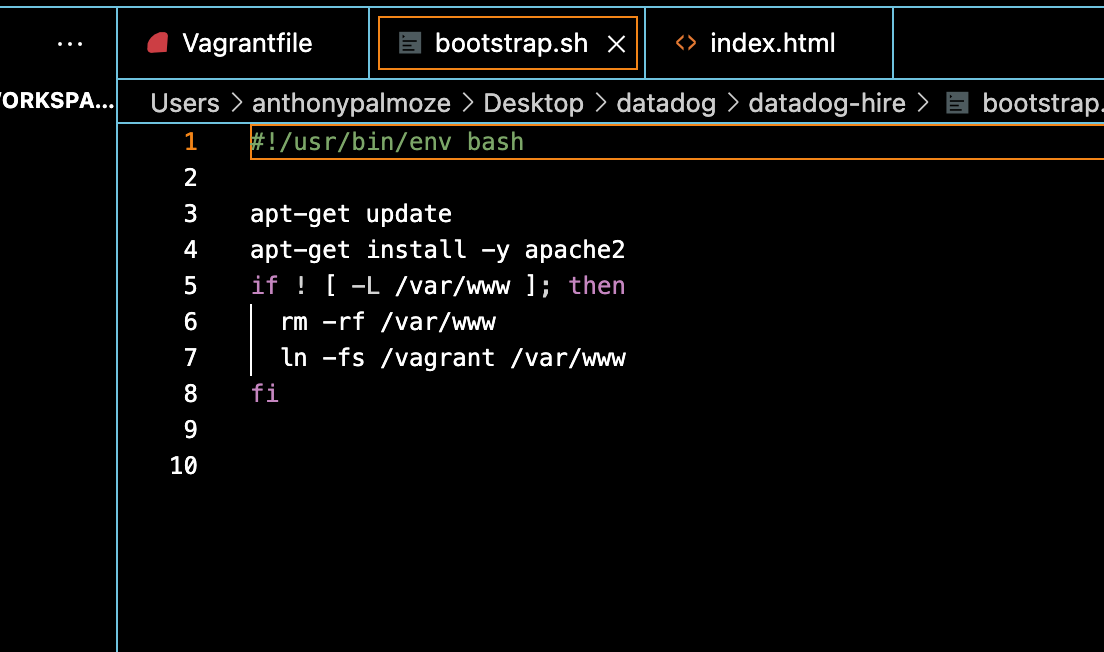 ... Vagrantfile bootstrap.sh × index.html
ORKSPA...
Users > anthonypalmoze > Desktop > datadog > datadog-hire > bootstrap.
1 #!/usr/bin/env bash
2
3 apt-get update
4 apt-get install -y apache2
5 if ! [ -L /var/www ]; then
6   rm -rf /var/www
7   ln -fs /vagrant /var/www
8 fi
9
10